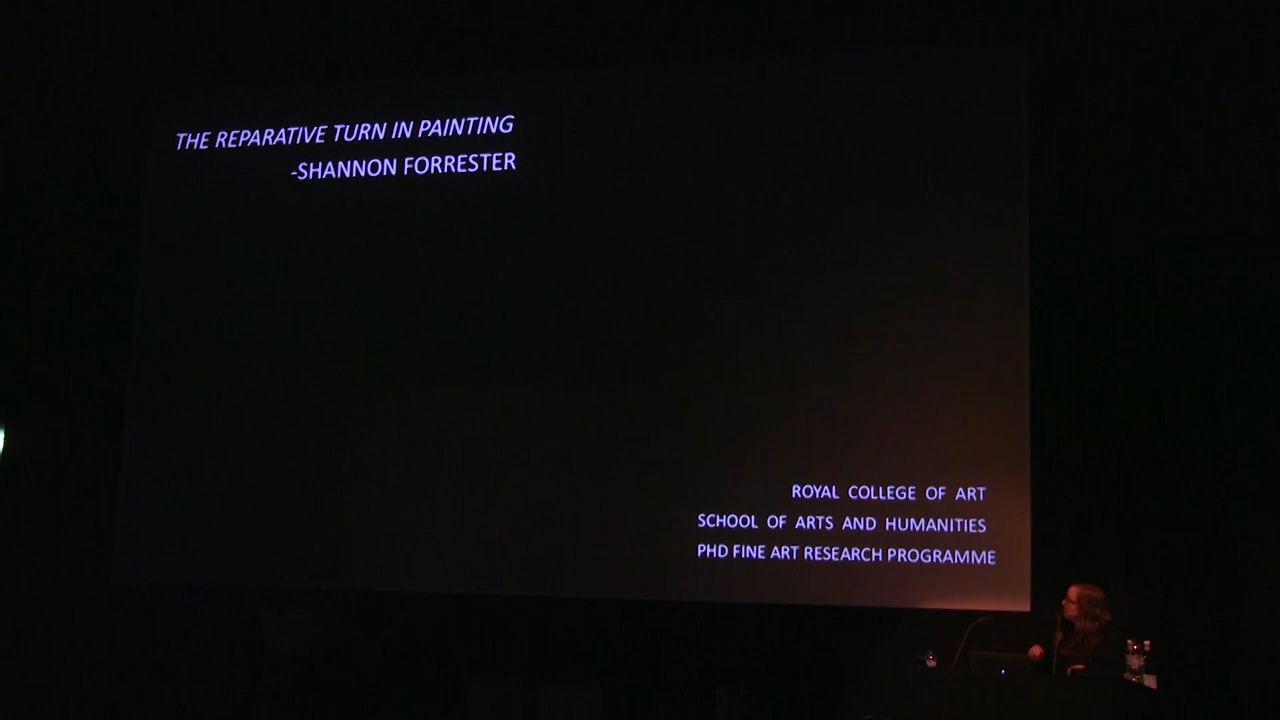 THE REPARATIVE TURN IN PAINTING
-SHANNON FORRESTER
ROYAL COLLEGE OF ART
SCHOOL OF ARTS AND HUMANITIES
PHD FINE ART RESEARCH PROGRAMME